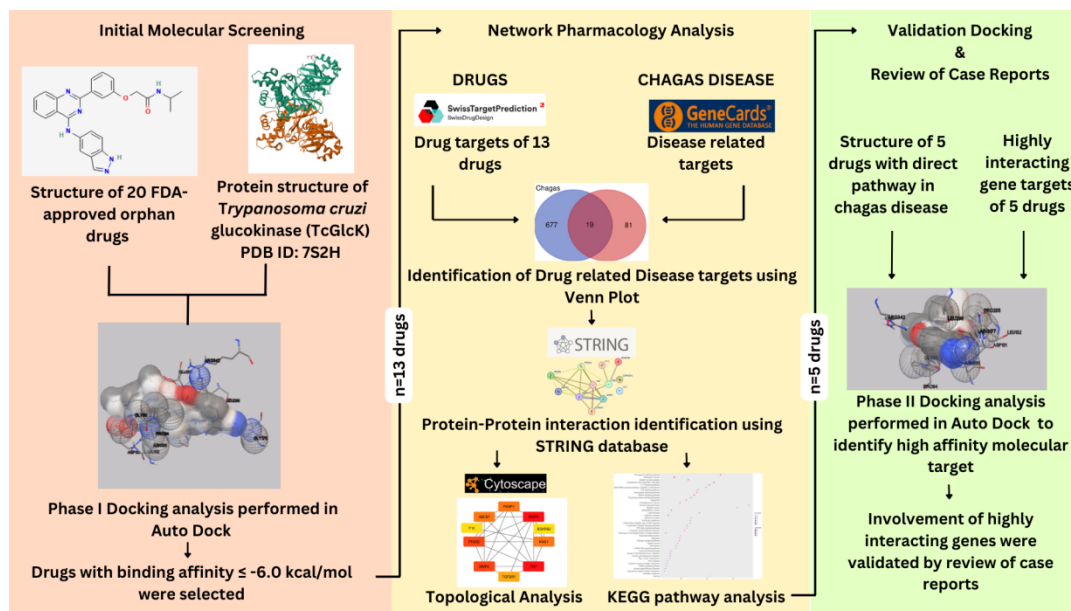 Initial Molecular Screening
Structure of 20 FDA-
approved orphan
drugs
Protein structure of
Trypanosoma cruzi
glucokinase (TcGlcK)
PDB ID: 7S2H
Phase I Docking analysis performed in
Auto Dock
Drugs with binding affinity ≤ -6.0 kcal/mol
were selected
n=13 drugs
Network Pharmacology Analysis
DRUGS
SwissTargetPrediction 2
SwissDrugDesign
Drug targets of 13
drugs
CHAGAS DISEASE
GeneCards®
THE HUMAN GENE DATABASE
Disease related
targets
Chagas
677
19
81
Identification of Drug related Disease targets using
Venn Plot
STRING
Protein-Protein interaction identification using
STRING database
Cytoscape
Topological Analysis
KEGG pathway analysis
n=5 drugs
Validation Docking
&
Review of Case Reports
Structure of 5
drugs with direct
pathway in
chagas disease
Highly
interacting
gene targets
of 5 drugs
Phase II Docking analysis
performed in Auto Dock to
identify high affinity molecular
target
Involvement of highly
interacting genes were
validated by review of case
reports